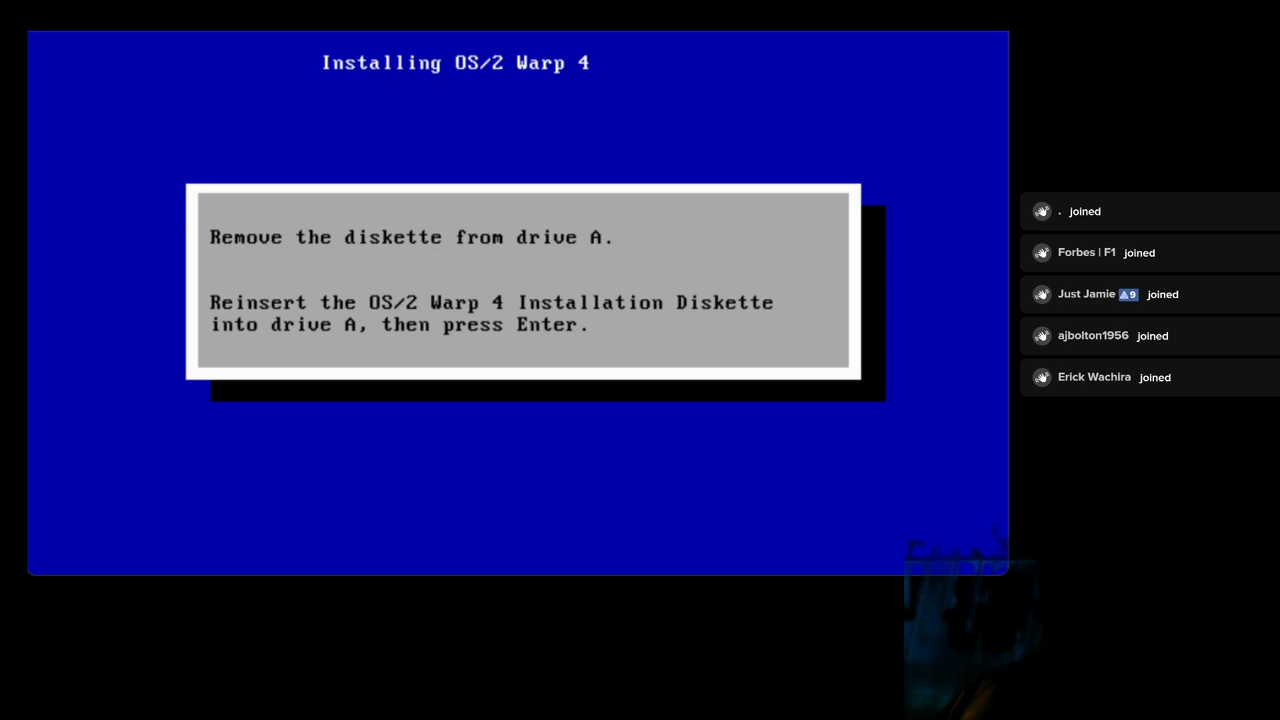 Installing OS/2 Warp 4
Remove the diskette from drive A.
Reinsert the OS/2 Warp 4 Installation Diskette
into drive A, then press Enter.
. joined
Forbes | F1 joined
Just Jamie 9 joined
ajbolton1956 joined
Erick Wachira joined